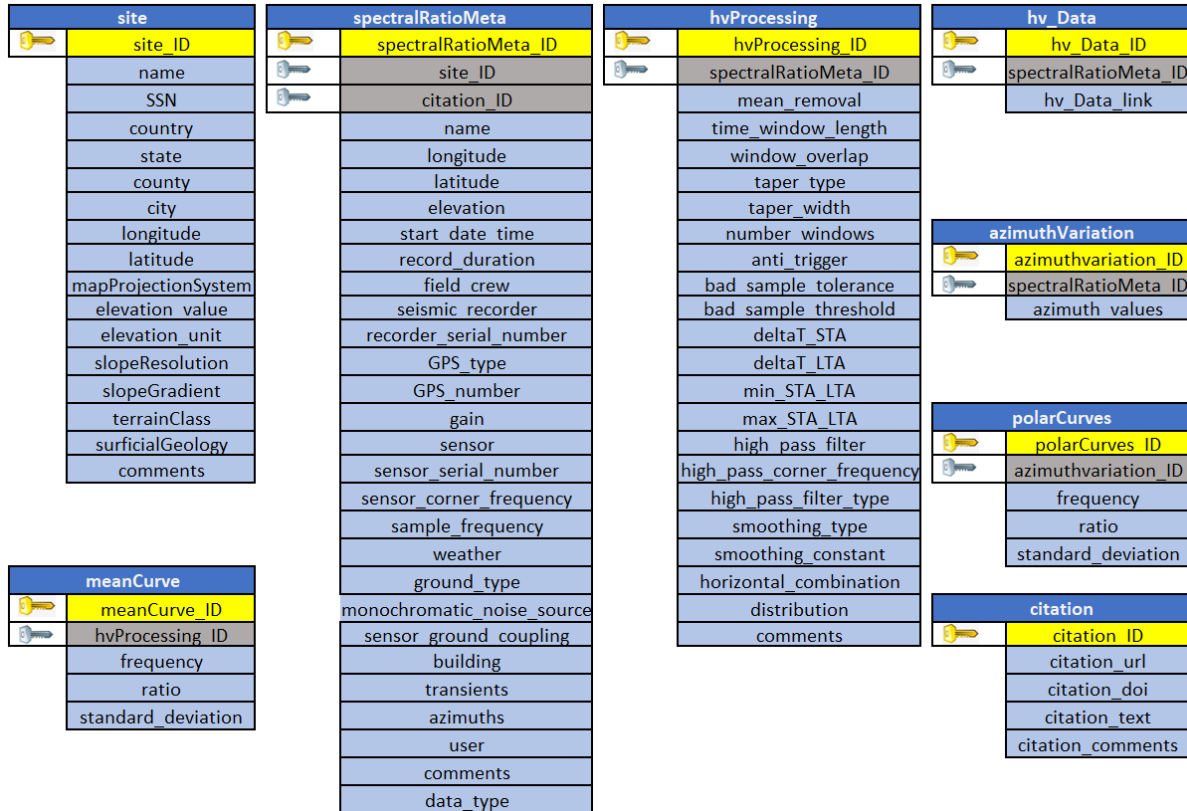 site
site_ID
name
SSN
country
state
county
city
longitude
latitude
mapProjectionSystem
elevation_value
elevation_unit
slopeResolution
slopeGradient
terrainClass
surficialGeology
comments
meanCurve
meanCurve_ID
hvProcessing_ID
frequency
ratio
standard_deviation
spectralRatioMeta
spectralRatioMeta_ID
site_ID
citation_ID
name
longitude
latitude
elevation
start_date_time
record_duration
field_crew
seismic_recorder
recorder_serial_number
GPS_type
GPS_number
gain
sensor
sensor_serial_number
sensor_corner_frequency
sample_frequency
weather
ground_type
monochromatic_noise_source
sensor_ground_coupling
building
transients
azimuths
user
comments
data_type
hvProcessing
hvProcessing_ID
spectralRatioMeta_ID
mean_removal
time_window_length
window_overlap
taper_type
taper_width
number_windows
anti_trigger
bad_sample_tolerance
bad_sample_threshold
deltaT_STA
deltaT_LTA
min_STA_LTA
max_STA_LTA
high_pass_filter
high_pass_corner_frequency
high_pass_filter_type
smoothing_type
smoothing_constant
horizontal_combination
distribution
comments
hv_Data
hv_Data_ID
spectralRatioMeta_ID
hv_Data_link
azimuthVariation
azimuthvariation_ID
spectralRatioMeta_ID
azimuth_values
polarCurves
polarCurves_ID
azimuthvariation_ID
frequency
ratio
standard_deviation
citation
citation_ID
citation_url
citation_doi
citation_text
citation_comments